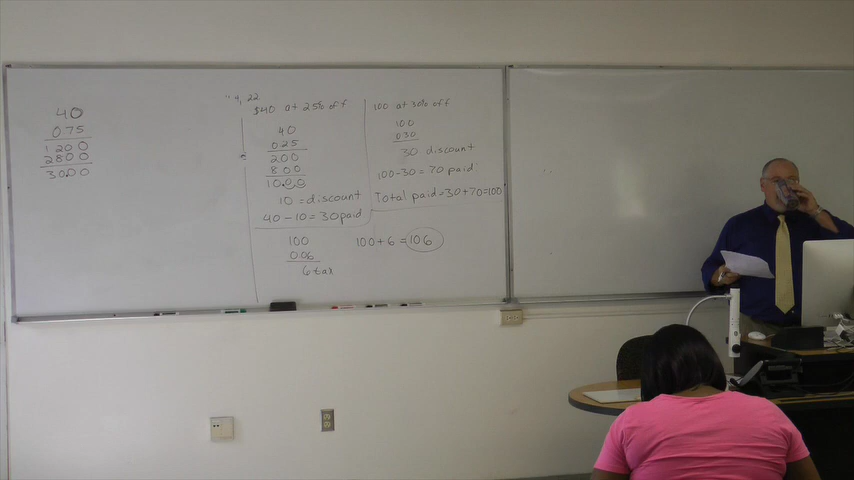 40
075
1200
2800
3000
$40 at 25% off
40
025
200
800
1000
10 = discount
40-10 = 30 paid
100 at 30% off
100
030
30 discount
100-30 = 70 paid
Total paid = 30+70=100
100
006
6 tax
100+6 = 106